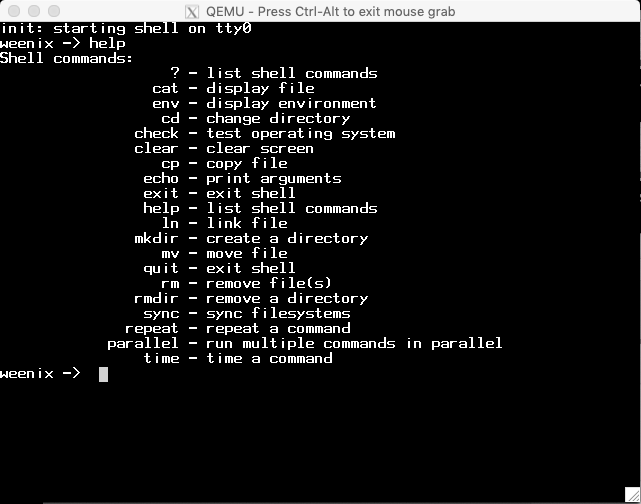 QEMU - Press Ctrl-Alt to exit mouse grab
init: starting shell on tty0
weenix -> help
Shell commands:
? - list shell commands
cat - display file
env - display environment
cd - change directory
check - test operating system
clear - clear screen
cp - copy file
echo - print arguments
exit - exit shell
help - list shell commands
ln - link file
mkdir - create a directory
mv - move file
quit - exit shell
rm - remove file(s)
rmdir - remove a directory
sync - sync filesystems
repeat - repeat a command
parallel - run multiple commands in parallel
time - time a command
weenix ->